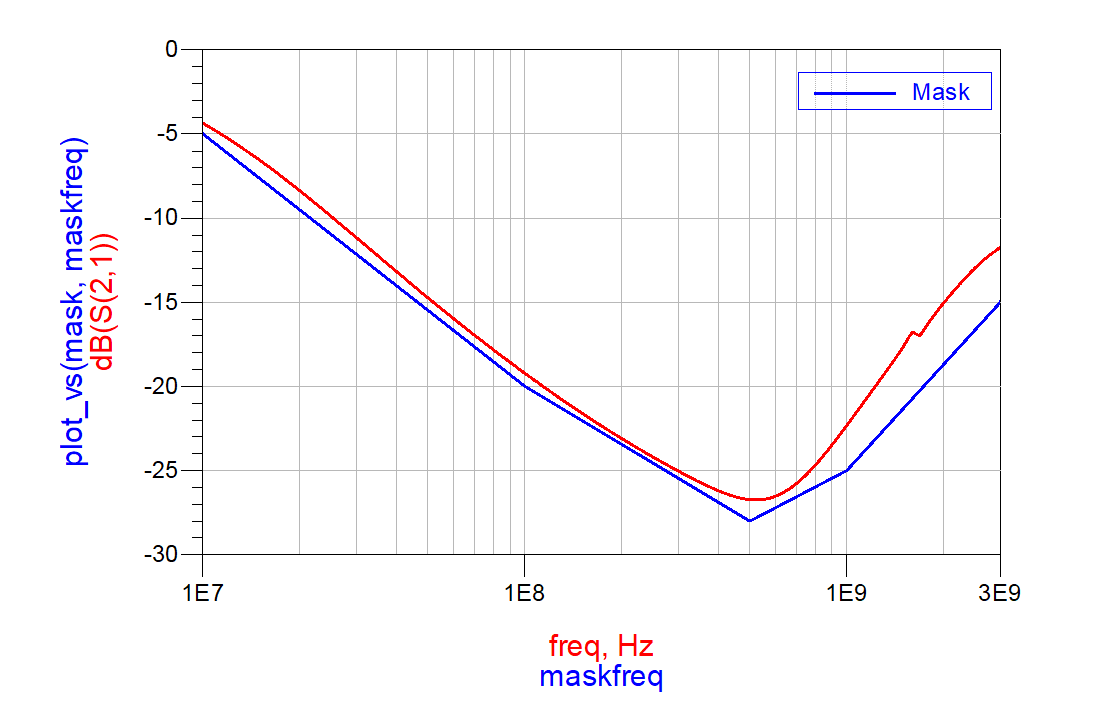 0
Mask
-5
-10
-15
-20
-25
-30
plot_vs(mask, maskfreq)
dB(S(2,1))
1E7
1E8
1E9
3E9
freq, Hz
maskfreq